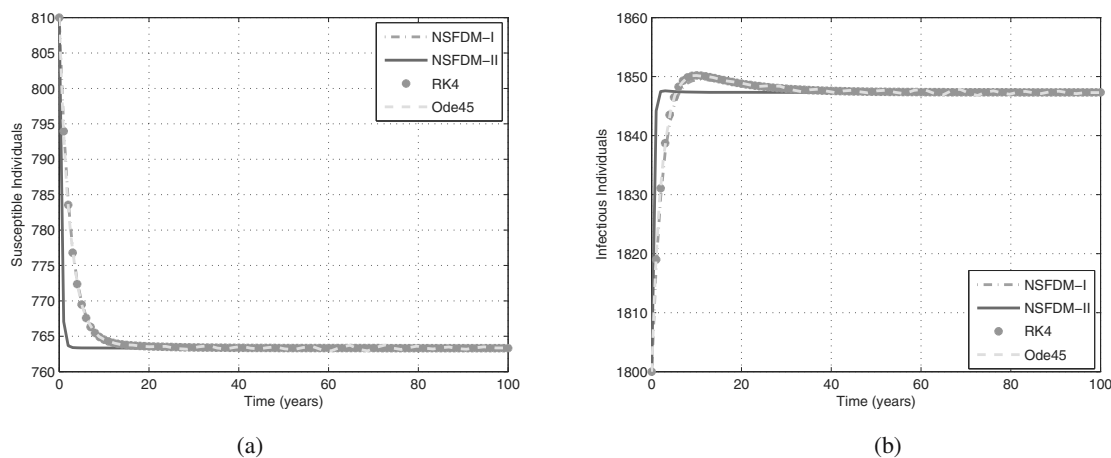 810
805
800
795
790
785
780
775
770
765
760
Susceptible Individuals
0
20
40
60
80
100
Time (years)
NSFDM-I
NSFDM-II
RK4
Ode45
(a)
1860
1850
1840
1830
1820
1810
1800
Infectious Individuals
0
20
40
60
80
100
Time (years)
NSFDM-I
NSFDM-II
RK4
Ode45
(b)